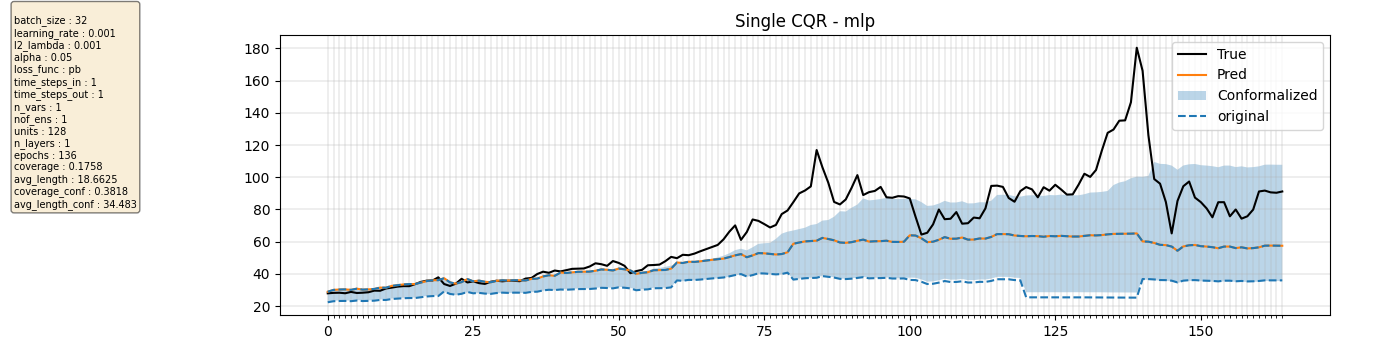 batch_size : 32
learning_rate : 0.001
l2_lambda : 0.001
alpha : 0.05
loss_func : pb
time_steps_in : 1
time_steps_out : 1
n_vars : 1
nof_ens : 1
units : 128
n_layers : 1
epochs : 136
coverage : 0.1758
avg_length : 18.6625
coverage_conf : 0.3818
avg_length_conf : 34.483
Single CQR - mlp
180
160
140
120
100
80
60
40
20
True
Pred
Conformalized
original
0 25 50 75 100 125 150